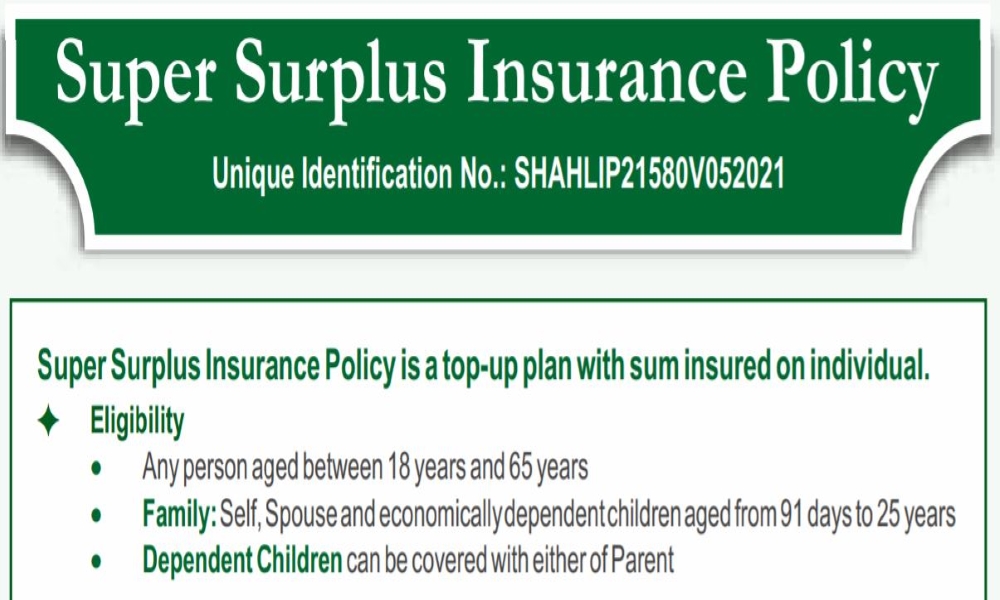 Super Surplus Insurance Policy
Unique Identification No.: SHAHLIP21580V052021
Super Surplus Insurance Policy is a top-up plan with sum insured on individual.
Eligibility
Any person aged between 18 years and 65 years
Family: Self, Spouse and economically dependent children aged from 91 days to 25 years
Dependent Children can be covered with either of Parent